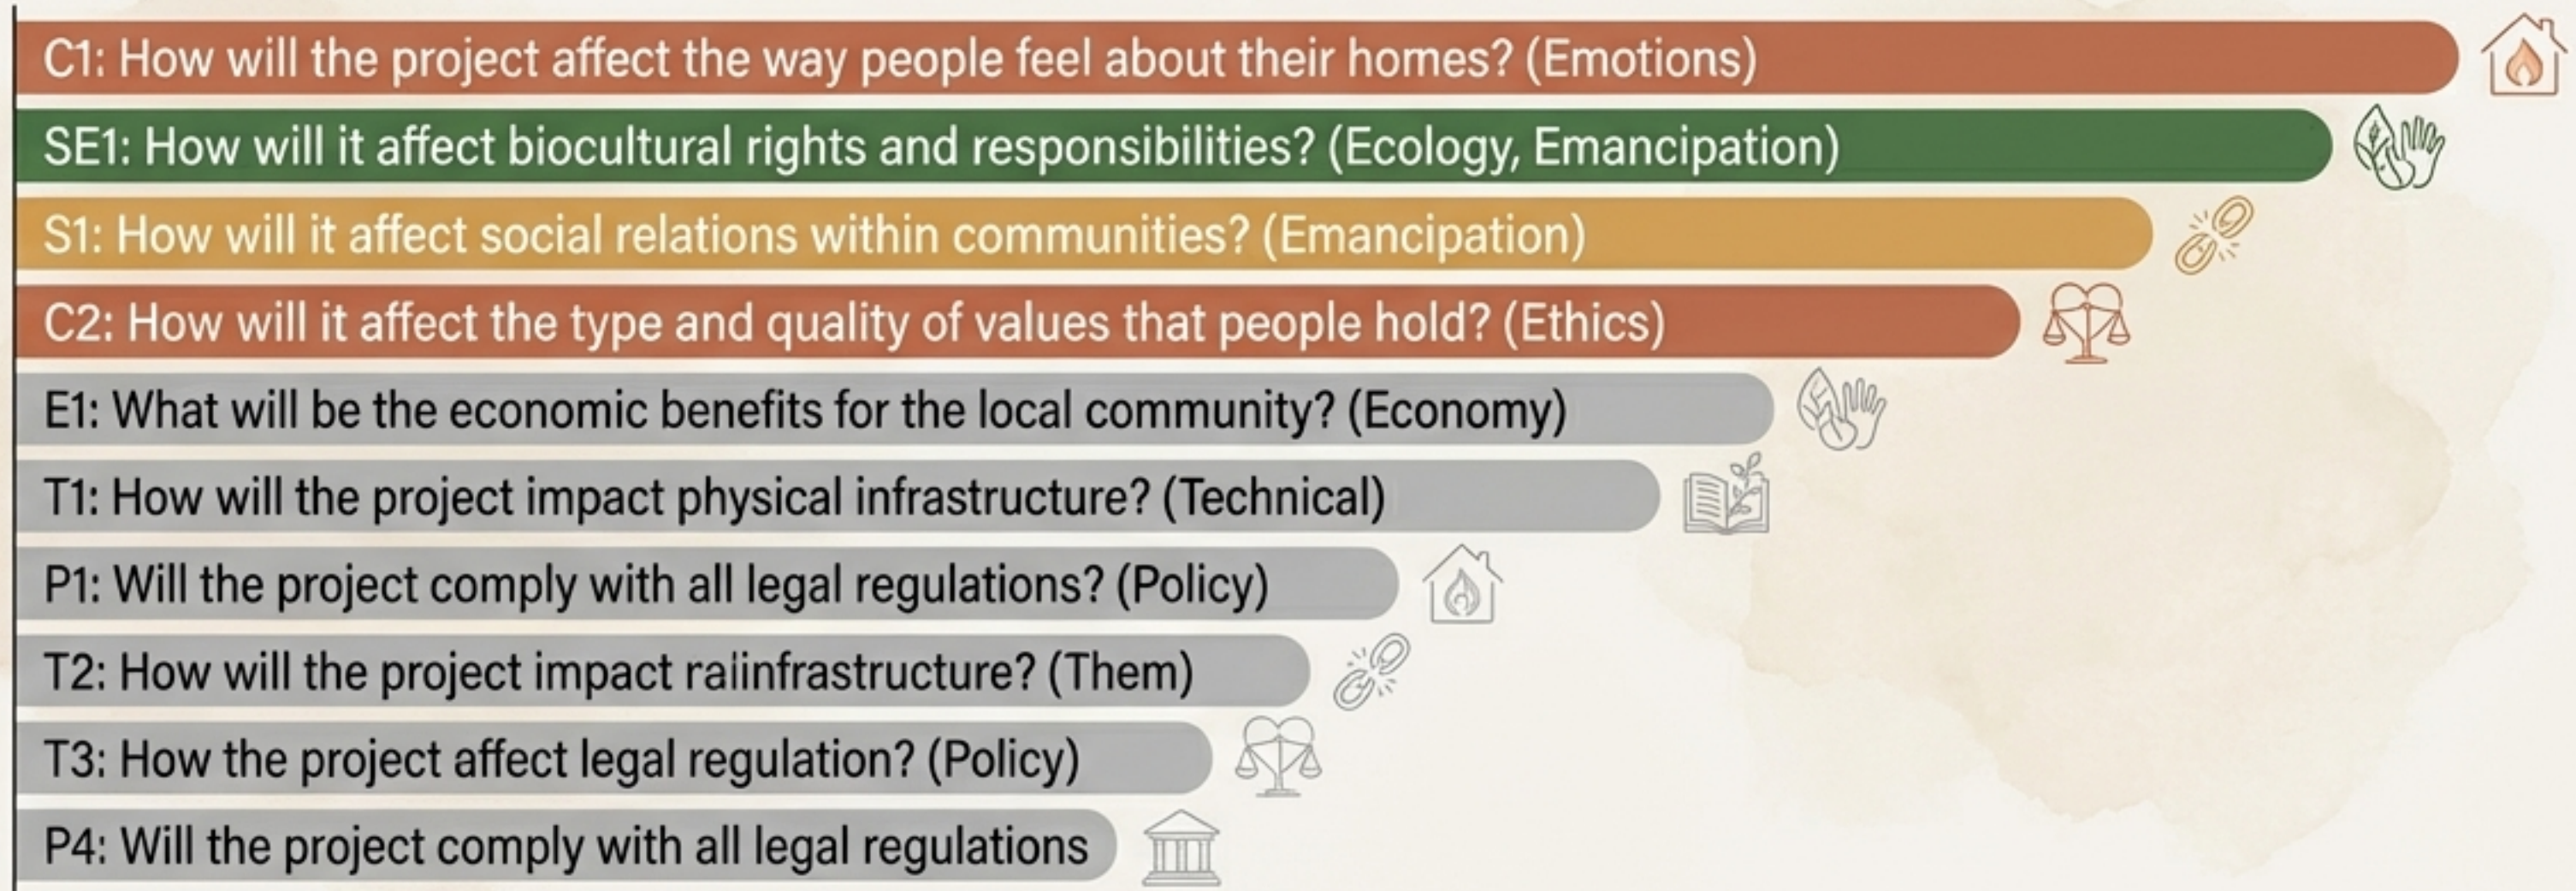 C1: How will the project affect the way people feel about their homes? (Emotions)
SE1: How will it affect biocultural rights and responsibilities? (Ecology, Emancipation)
S1: How will it affect social relations within communities? (Emancipation)
C2: How will it affect the type and quality of values that people hold? (Ethics)
E1: What will be the economic benefits for the local community? (Economy)
T1: How will the project impact physical infrastructure? (Technical)
P1: Will the project comply with all legal regulations? (Policy)
T2: How will the project impact raiinfrastructure? (Them)
T3: How the project affect legal regulation? (Policy)
P4: Will the project comply with all legal regulations